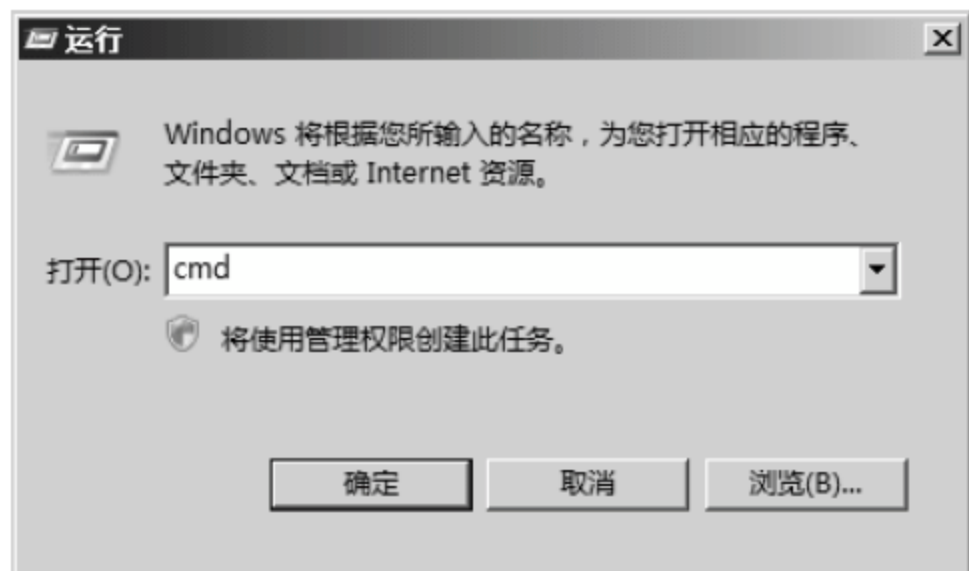 运行
Windows 将根据您所输入的名称，为您打开相应的程序、
文件夹、文档或 Internet 资源。
打开(O): cmd
将使用管理权限创建此任务。
确定 取消 浏览(B)...